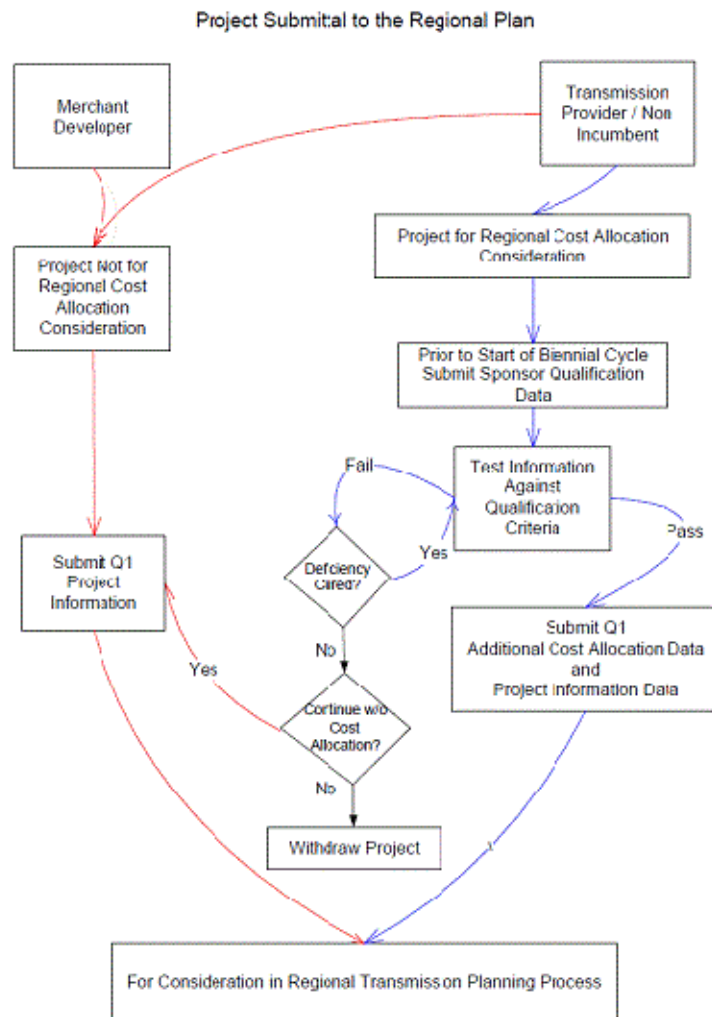 Project Submittal to the Regional Plan
Merchant
Developer
Transmission
Provider / Non
Incumbent
Project Not for
Regional Cost
Allocation
Consideration
Project for Regional Cost Allocation
Consideration
Prior to Start of Biennial Cycle
Submit Sponsor Qualification
Data
Fail
Test Information
Against
Qualification
Criteria
Pass
Yes
Deficiency
Cured?
Submit Q1
Project
Information
No
Submit Q1
Additional Cost Allocation Data
and
Project Information Data
Yes
Continue w/o
Cost
Allocation?
No
Withdraw Project
For Consideration in Regional Transmission Planning Process